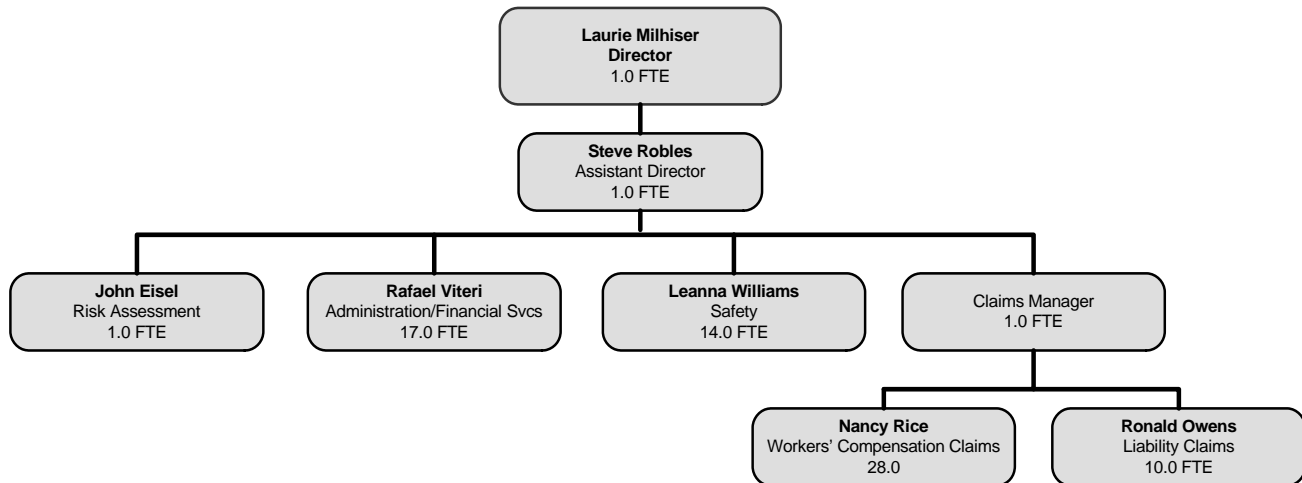 Laurie Milhiser
Director
1.0 FTE
Steve Robles
Assistant Director
1.0 FTE
John Eisel
Risk Assessment
1.0 FTE
Rafael Viteri
Administration/Financial Svcs
17.0 FTE
Leanna Williams
Safety
14.0 FTE
Claims Manager
1.0 FTE
Nancy Rice
Workers’ Compensation Claims
28.0
Ronald Owens
Liability Claims
10.0 FTE